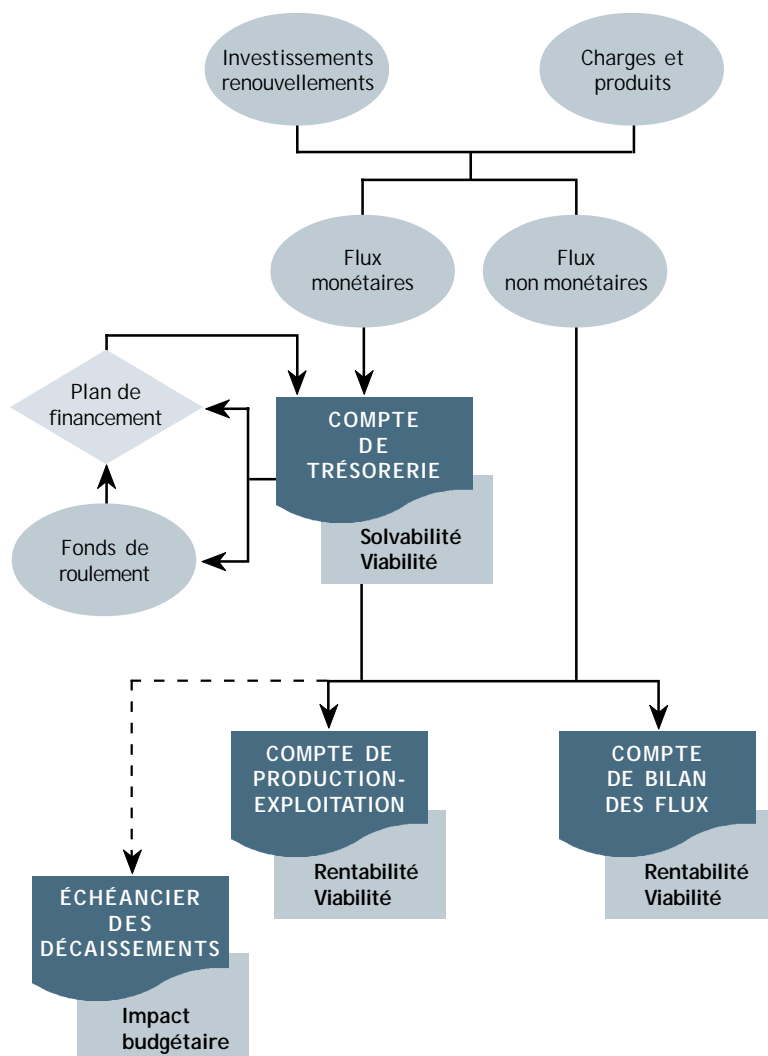 Investissements
renouvellements
Charges et
produits
Flux
monétaires
Flux
non monétaires
Plan de
financement
COMPTE
DE
TRÉSORERIE
Solvabilité
Viabilité
Fonds de
roulement
COMPTE DE
PRODUCTION-
EXPLOITATION
Rentabilité
Viabilité
COMPTE
DE BILAN
DES FLUX
Rentabilité
Viabilité
ÉCHÉANCIER
DES
DÉCAISSEMENTS
Impact
budgétaire